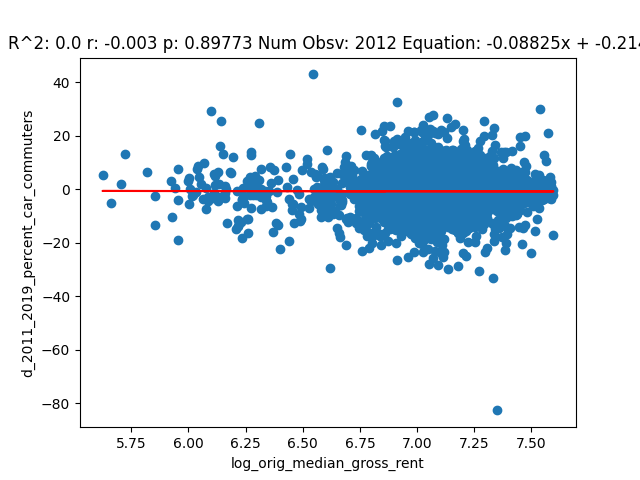 R^2: 0.0 r: -0.003 p: 0.89773 Num Obsv: 2012 Equation: -0.08825x + -0.214
d_2011_2019_percent_car_commuters
40
20
0
−20
−40
−60
−80
5.75 6.00 6.25 6.50 6.75 7.00 7.25 7.50
log_orig_median_gross_rent